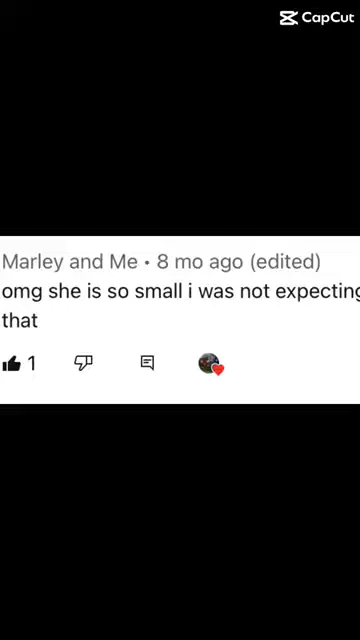 CapCut
Marley and Me • 8 mo ago (edited)
omg she is so small i was not expecting
that
1